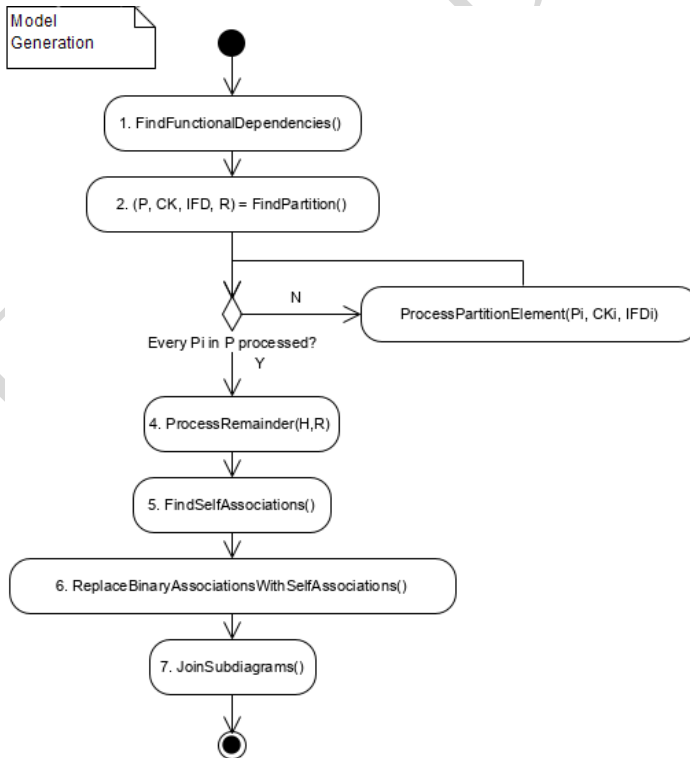 Model
Generation
1. FindFunctionalDependencies()
2. (P, CK, IFD, R) = FindPartition()
N
ProcessPartitionElement(Pi, CKi, IFDi)
Every Pi in P processed?
Y
4. ProcessRemainder(H,R)
5. FindSelfAssociations()
6. ReplaceBinaryAssociationsWithSelfAssociations()
7. JoinSubdiagrams()